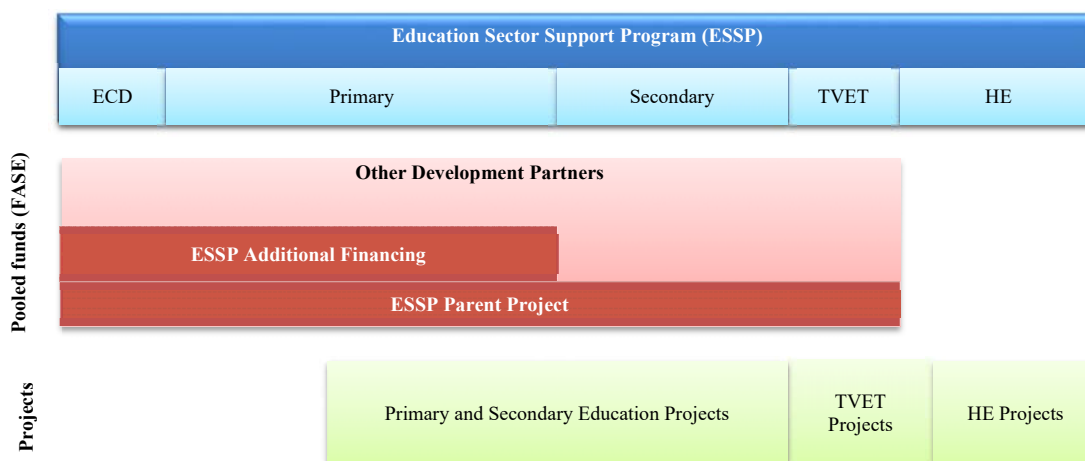 Education Sector Support Program (ESSP)
ECD
Primary
Secondary
TVET
HE
Pooled funds (FASE)
Other Development Partners
ESSP Additional Financing
ESSP Parent Project
Projects
Primary and Secondary Education Projects
TVET
Projects
HE Projects